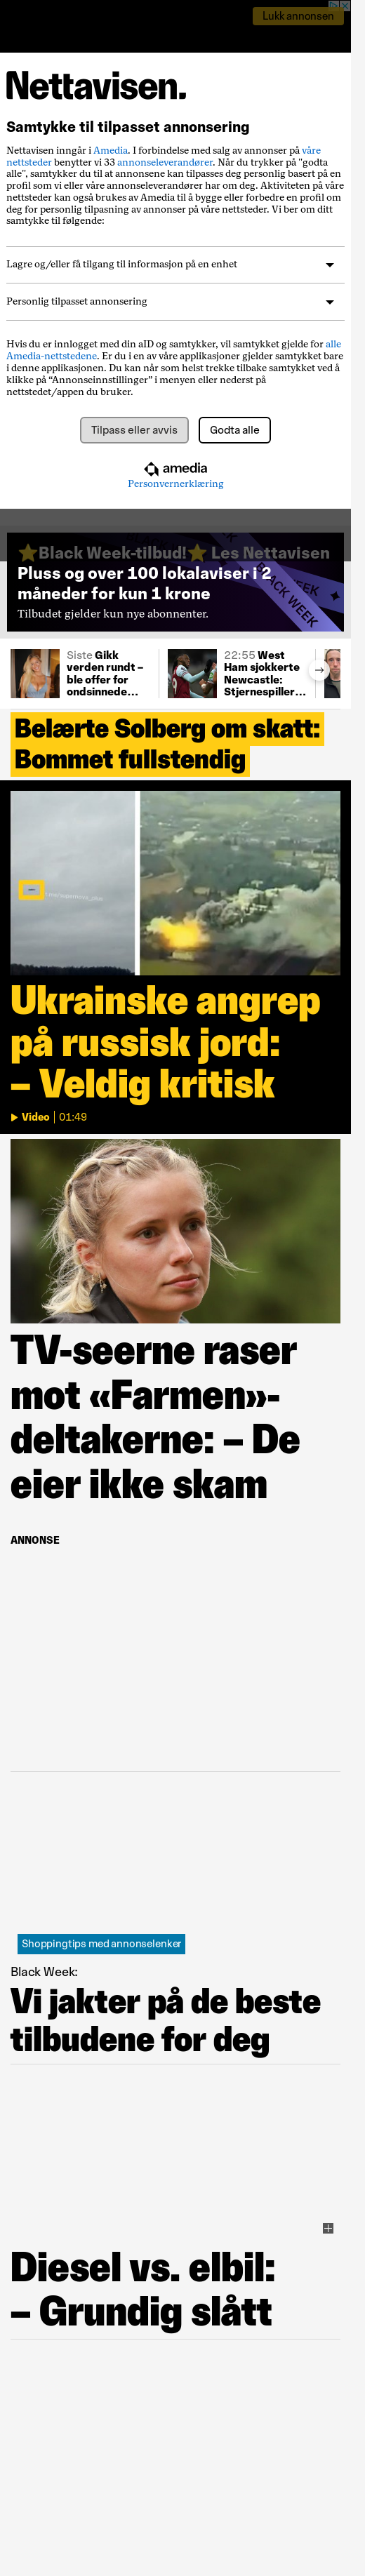 Lukk annonsen
Nettavisen.
Samtykke til tilpasset annonsering
Nettavisen inngår i Amedia. I forbindelse med salg av annonser på våre
nettsteder benytter vi 33 annonseleverandører. Når du trykker på "godta
alle", samtykker du til at annonsene kan tilpasses deg personlig basert på en
profil som vi eller våre annonseleverandører har om deg. Aktiviteten på våre
nettsteder kan også brukes av Amedia til å bygge eller forbedre en profil om
deg for personlig tilpasning av annonser på våre nettsteder. Vi ber om ditt
samtykke til følgende:
Lagre og/eller få tilgang til informasjon på en enhet
Personlig tilpasset annonsering
Hvis du er innlogget med din aID og samtykker, vil samtykket gjelde for alle
Amedia-nettstedene. Er du i en av våre applikasjoner gjelder samtykket bare
i denne applikasjonen. Du kan når som helst trekke tilbake samtykket ved å
klikke på “Annonseinnstillinger” i menyen eller nederst på
nettstedet/appen du bruker.
Tilpass eller avvis
Godta alle
amedia
Personvernerklæring
⭐Black Week-tilbud!⭐ Les Nettavisen
Pluss og over 100 lokalaviser i 2
måneder for kun 1 krone
Tilbudet gjelder kun nye abonnenter.
WEEK
BLACK WEEK
Siste Gikk
verden rundt –
ble offer for
ondsinnede...
22:55 West
Ham sjokkerte
Newcastle:
Stjernespiller...
Belærte Solberg om skatt:
Bommet fullstendig
Ukrainske angrep
på russisk jord:
– Veldig kritisk
Video 01:49
TV-seerne raser
mot «Farmen»-
deltakerne: – De
eier ikke skam
ANNONSE
Shoppingtips med annonselenker
Black Week:
Vi jakter på de beste
tilbudene for deg
Diesel vs. elbil:
– Grundig slått